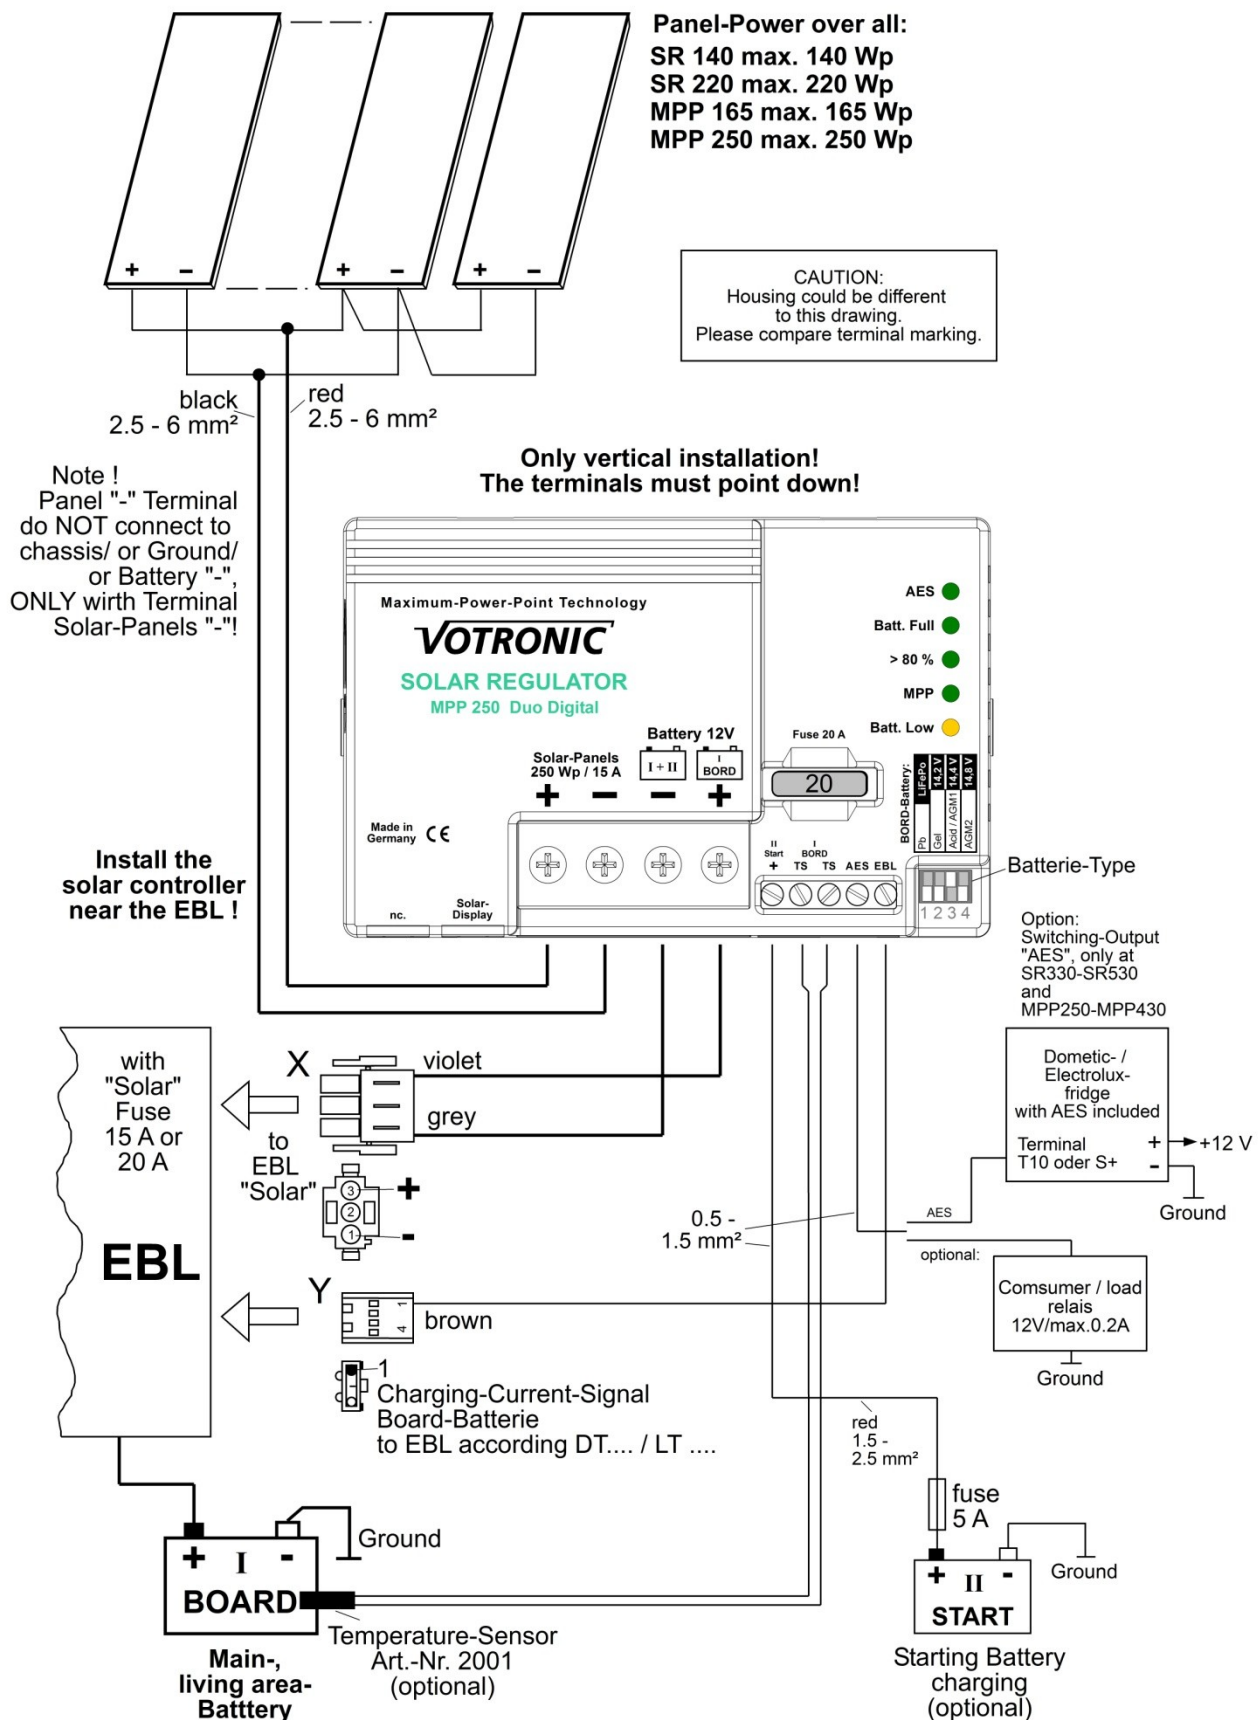 Panel-Power over all:
SR 140 max. 140 Wp
SR 220 max. 220 Wp
MPP 165 max. 165 Wp
MPP 250 max. 250 Wp
+ -
+ -
+ -
CAUTION:
Housing could be different
to this drawing.
Please compare terminal marking.
black
2.5 - 6 mm²
red
2.5 - 6 mm²
Note !
Panel "-" Terminal
do NOT connect to
chassis/ or Ground/
or Battery "-",
ONLY wirth Terminal
Solar-Panels "-"!
Only vertical installation!
The terminals must point down!
Maximum-Power-Point Technology
VOTRONIC
SOLAR REGULATOR
MPP 250 Duo Digital
AES
Batt. Full
> 80 %
MPP
Batt. Low
Battery 12V
Solar-Panels
250 Wp / 15 A
I + II
I
BORD
+ - - +
Fuse 20 A
20
BORD-Battery:
LiFePo
14,2 V
14,4 V
14,8 V
Pb
Gel
Acid / AGM1
AGM2
Made in
Germany CE
II
Start
+
I
BORD
TS TS AES EBL
1 2 3 4
Batterie-Type
nc.
Solar-
Display
Install the
solar controller
near the EBL !
Option:
Switching-Output
"AES", only at
SR330-SR530
and
MPP250-MPP430
Dometic- /
Electrolux-
fridge
with AES included
Terminal
T10 oder S+
+
-
+12 V
Ground
AES
optional:
0.5 -
1.5 mm²
Comsumer / load
relais
12V/max.0.2A
Ground
with
"Solar"
Fuse
15 A or
20 A
EBL
X
violet
grey
to
EBL
"Solar"
3
2
1
+
-
Y
1
4
brown
1
Charging-Current-Signal
Board-Batterie
to EBL according DT.... / LT ....
red
1.5 -
2.5 mm²
fuse
5 A
Ground
+ I -
BOARD
Temperature-Sensor
Art.-Nr. 2001
(optional)
Main-,
living area-
Batttery
Ground
+ II -
START
Starting Battery
charging
(optional)